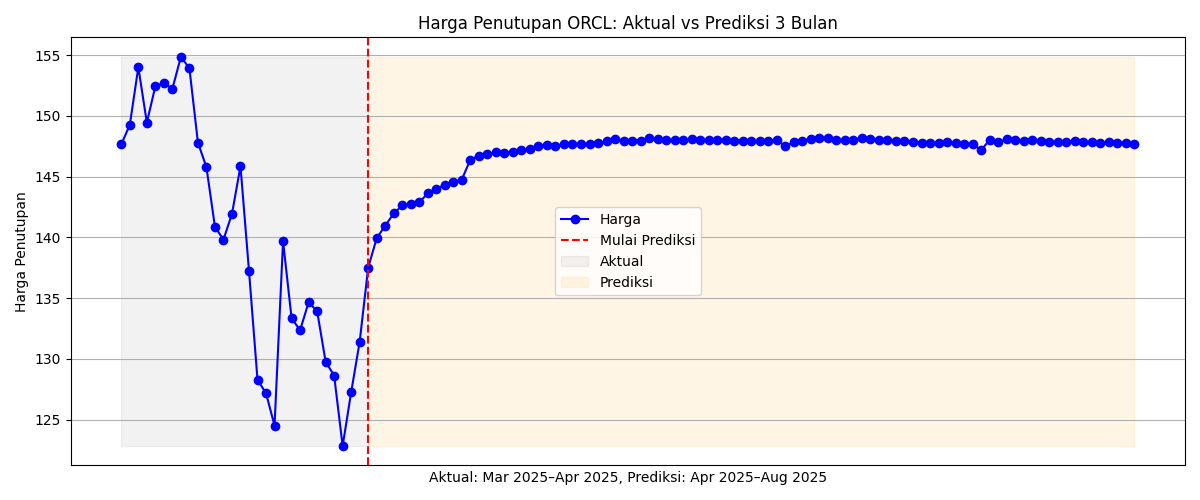 Harga Penutupan ORCL: Aktual vs Prediksi 3 Bulan
Harga Penutupan
155
150
145
140
135
130
125
Harga
Mulai Prediksi
Aktual
Prediksi
Aktual: Mar 2025–Apr 2025, Prediksi: Apr 2025–Aug 2025